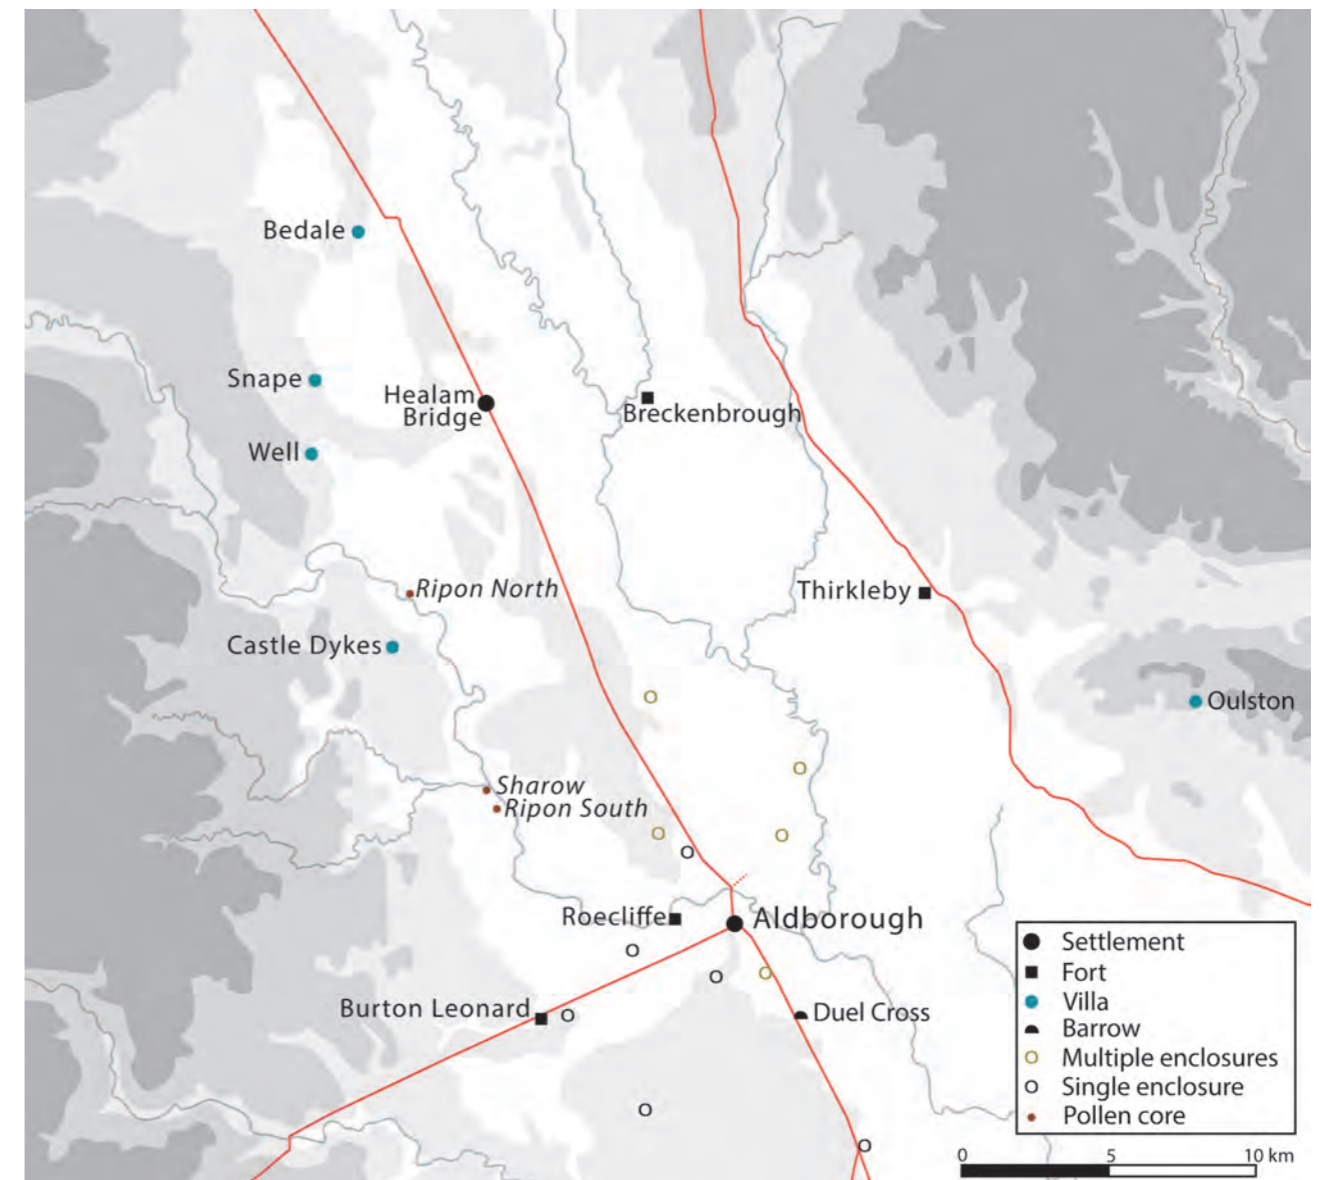 Bedale
Snape
Healam
Bridge
Breckenbrough
Well
Ripon North
Thirkleby
Castle Dykes
Oulston
Sharow
Ripon South
Roecliffe
Aldborough
Burton Leonard
Duel Cross
Settlement
Fort
Villa
Barrow
Multiple enclosures
Single enclosure
Pollen core
0 5 10 km